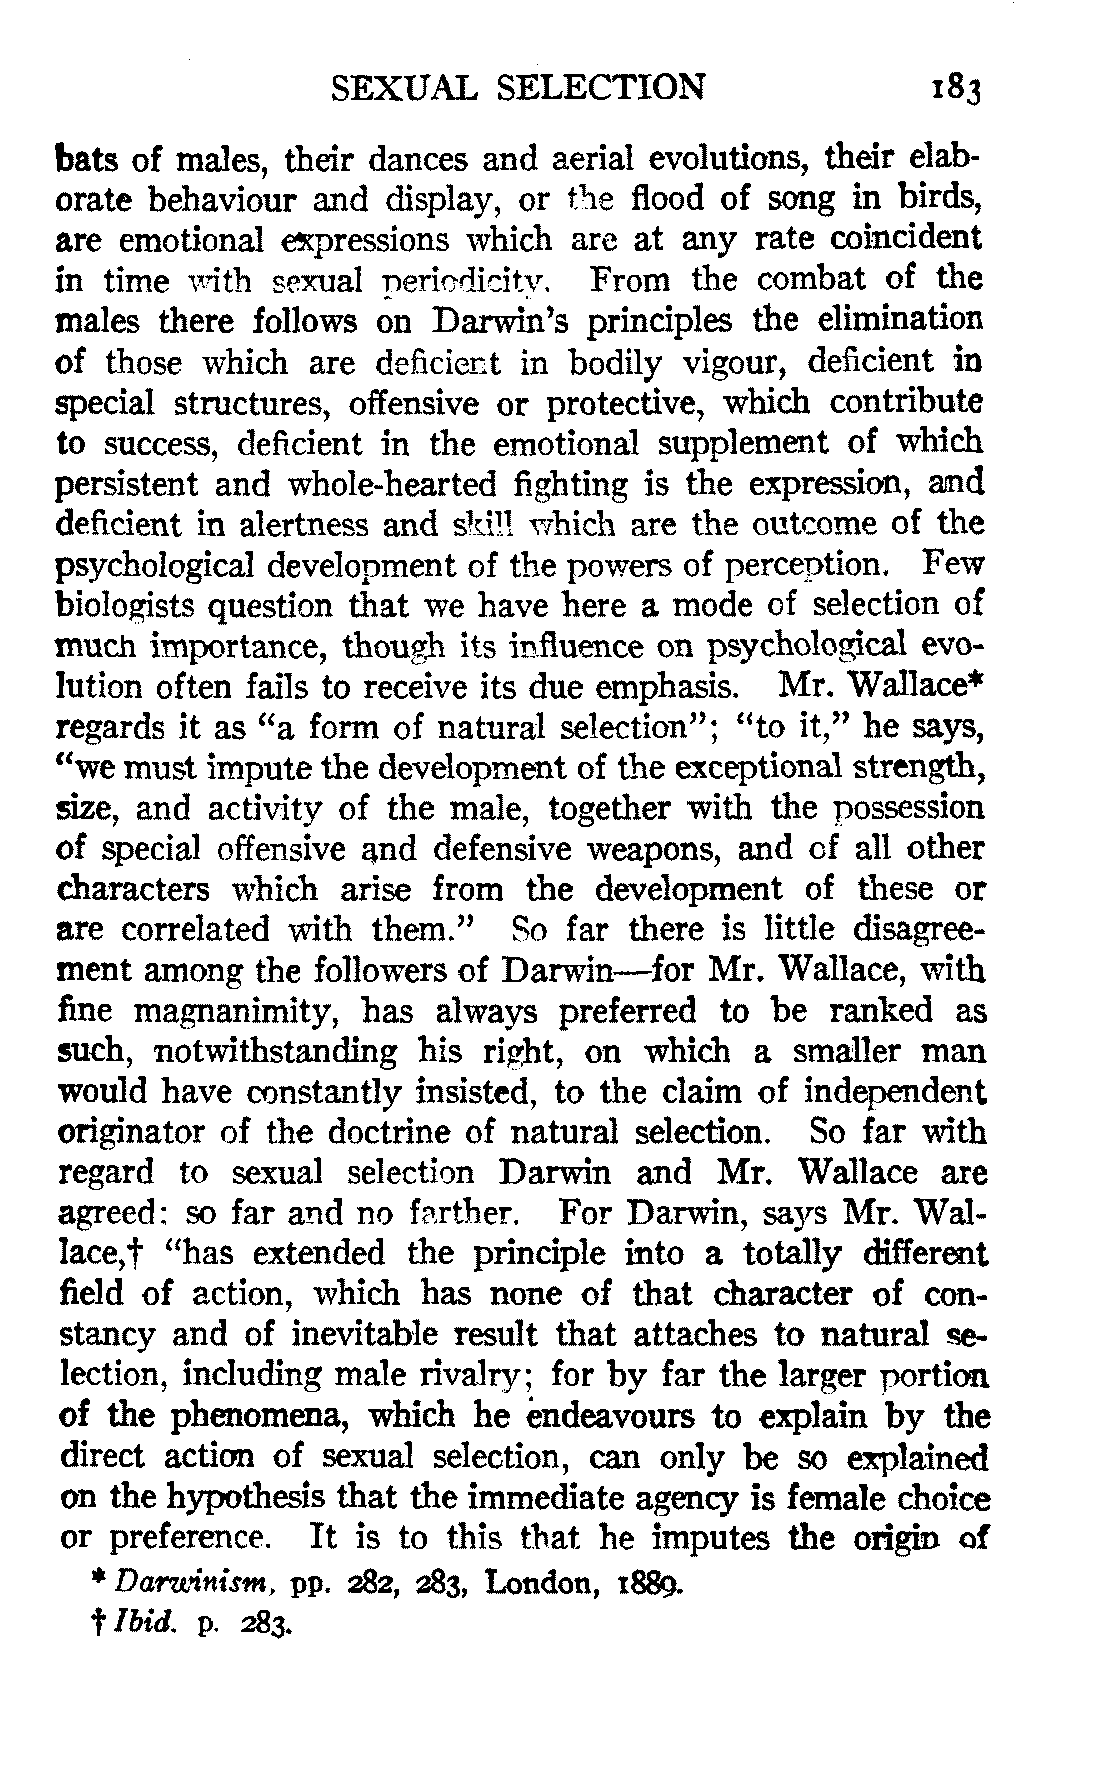 SEXUAL SELECTION 183
bats of males, their dances and aerial evolutions, their elab-
orate behaviour and display, or the flood of song in birds,
are emotional expressions which are at any rate coincident
in time with sexual periodicity. From the combat of the
males there follows on Darwin's principles the elimination
of those which are deficient in bodily vigour, deficient in
special structures, offensive or protective, which contribute
to success, deficient in the emotional supplement of which
persistent and whole-hearted fighting is the expression, and
deficient in alertness and skill which are the outcome of the
psychological development of the powers of perception. Few
biologists question that we have here a mode of selection of
much importance, though its influence on psychological evo-
lution often fails to receive its due emphasis. Mr. Wallace*
regards it as “a form of natural selection”; “to it,” he says,
“we must impute the development of the exceptional strength,
size, and activity of the male, together with the possession
of special offensive and defensive weapons, and of all other
characters which arise from the development of these or
are correlated with them.” So far there is little disagree-
ment among the followers of Darwin—for Mr. Wallace, with
fine magnanimity, has always preferred to be ranked as
such, notwithstanding his right, on which a smaller man
would have constantly insisted, to the claim of independent
originator of the doctrine of natural selection. So far with
regard to sexual selection Darwin and Mr. Wallace are
agreed: so far and no farther. For Darwin, says Mr. Wal-
lace,† “has extended the principle into a totally different
field of action, which has none of that character of con-
stancy and of inevitable result that attaches to natural se-
lection, including male rivalry; for by far the larger portion
of the phenomena, which he endeavours to explain by the
direct action of sexual selection, can only be so explained
on the hypothesis that the immediate agency is female choice
or preference. It is to this that he imputes the origin of
* Darwinism, pp. 282, 283, London, 1889.
† Ibid. p. 283.